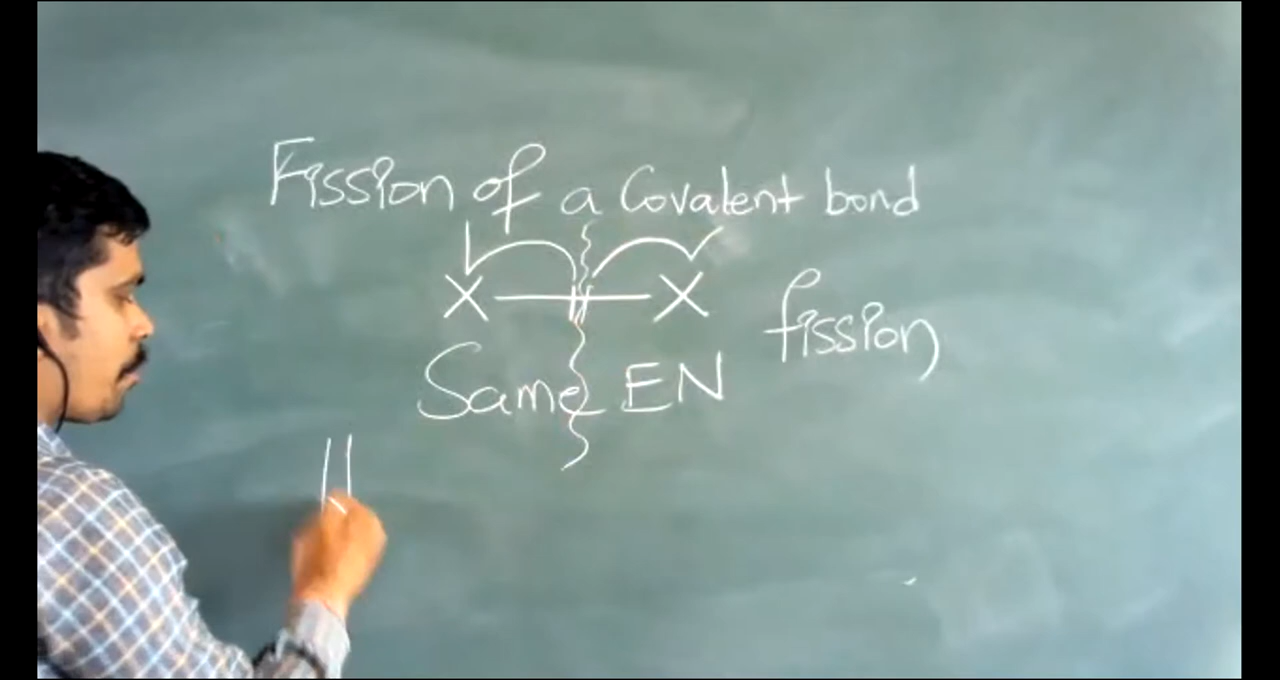 Fission of a Covalent bond
X — X
fission
Same EN